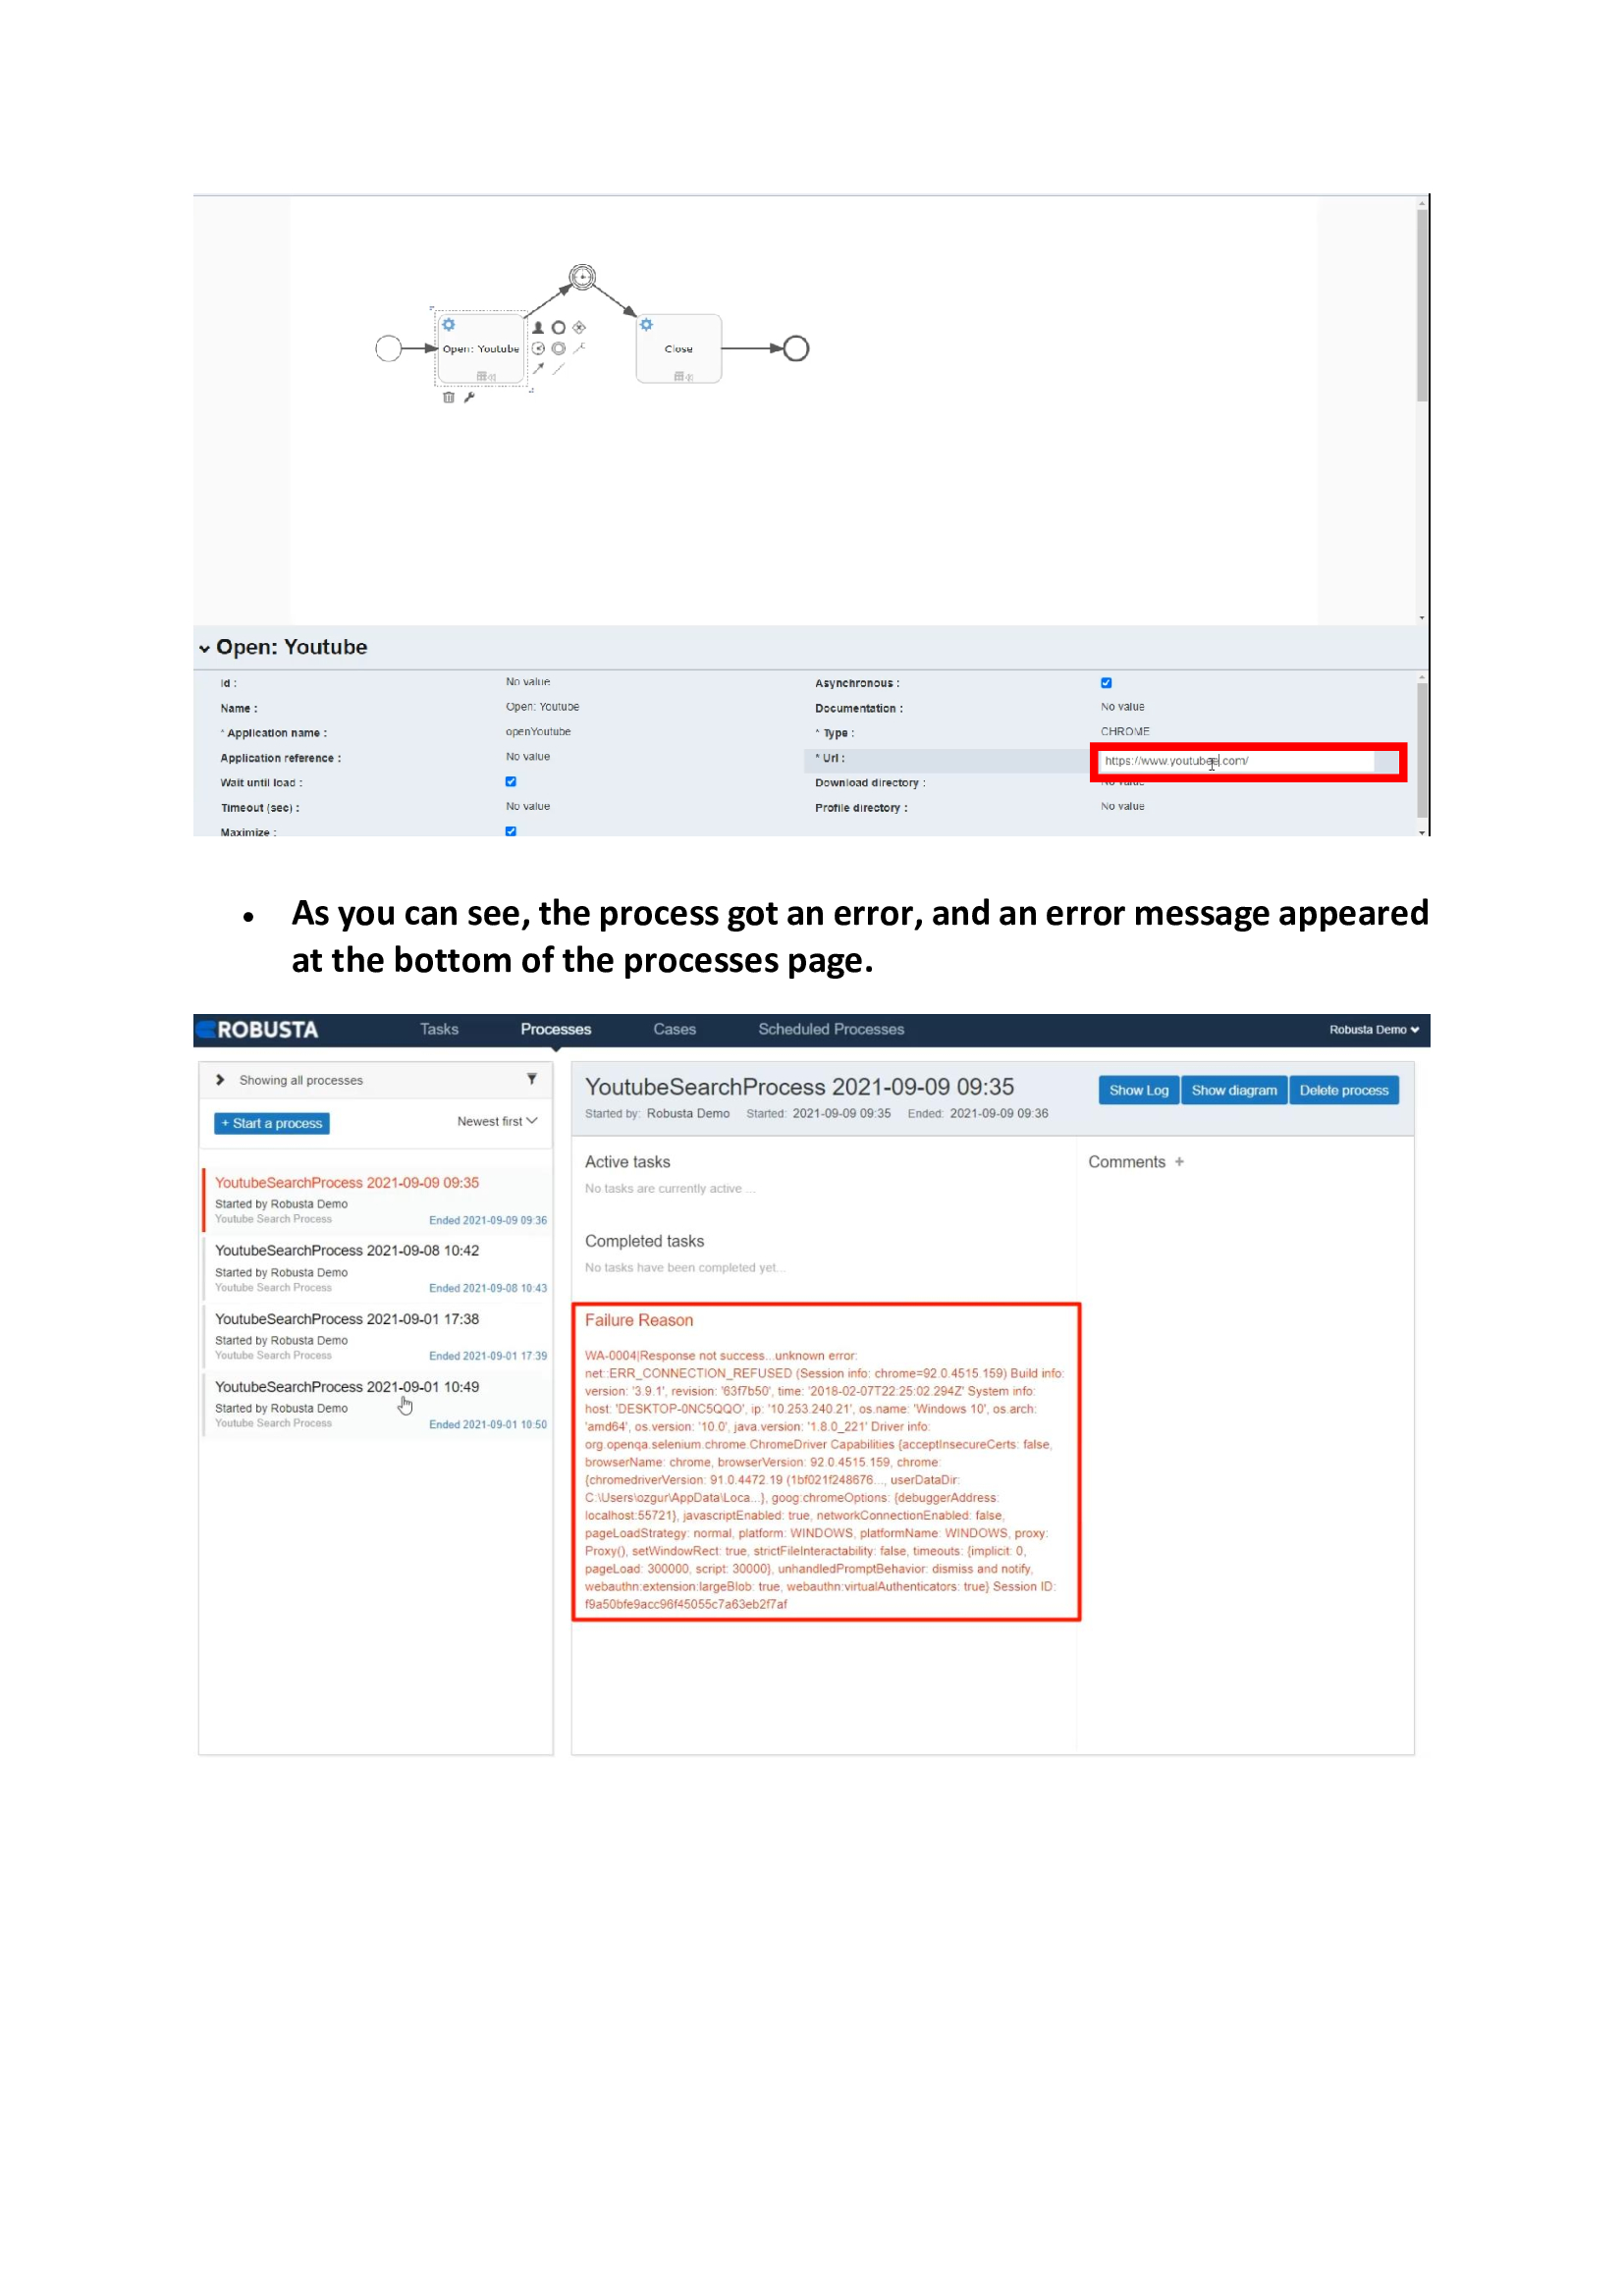 Open: Youtube
Close
Open: Youtube
Id :
No value
Asynchronous :
Name :
Open: Youtube
Documentation :
No value
* Application name :
openYoutube
* Type :
CHROME
Application reference :
No value
* Url :
https://www.youtubee.com/
Wait until load :
Download directory :
No value
Timeout (sec) :
No value
Profile directory :
No value
Maximize :
• As you can see, the process got an error, and an error message appeared
at the bottom of the processes page.
ROBUSTA
Tasks
Processes
Cases
Scheduled Processes
Robusta Demo
Showing all processes
+ Start a process
Newest first
YoutubeSearchProcess 2021-09-09 09:35
Started by Robusta Demo
Youtube Search Process
Ended 2021-09-09 09:36
YoutubeSearchProcess 2021-09-08 10:42
Started by Robusta Demo
Youtube Search Process
Ended 2021-09-08 10:43
YoutubeSearchProcess 2021-09-01 17:38
Started by Robusta Demo
Youtube Search Process
Ended 2021-09-01 17:39
YoutubeSearchProcess 2021-09-01 10:49
Started by Robusta Demo
Youtube Search Process
Ended 2021-09-01 10:50
YoutubeSearchProcess 2021-09-09 09:35
Started by: Robusta Demo Started: 2021-09-09 09:35 Ended: 2021-09-09 09:36
Show Log
Show diagram
Delete process
Active tasks
No tasks are currently active ...
Comments +
Completed tasks
No tasks have been completed yet...
Failure Reason
WA-0004|Response not success...unknown error:
net::ERR_CONNECTION_REFUSED (Session info: chrome=92.0.4515.159) Build info:
version: '3.9.1', revision: '63f7b50', time: '2018-02-07T22:25:02.294Z' System info:
host: 'DESKTOP-0NC5QQO', ip: '10.253.240.21', os.name: 'Windows 10', os.arch:
'amd64', os.version: '10.0', java.version: '1.8.0_221' Driver info:
org.openqa.selenium.chrome.ChromeDriver Capabilities {acceptInsecureCerts: false,
browserName: chrome, browserVersion: 92.0.4515.159, chrome:
{chromedriverVersion: 91.0.4472.19 (1bf021f248676..., userDataDir:
C:\Users\ozgur\AppData\Loca...}, goog:chromeOptions: {debuggerAddress:
localhost:55721}, javascriptEnabled: true, networkConnectionEnabled: false,
pageLoadStrategy: normal, platform: WINDOWS, platformName: WINDOWS, proxy:
Proxy(), setWindowRect: true, strictFileInteractability: false, timeouts: {implicit: 0,
pageLoad: 300000, script: 30000}, unhandledPromptBehavior: dismiss and notify,
webauthn:extension:largeBlob: true, webauthn:virtualAuthenticators: true} Session ID:
f9a50bfe9acc96f45055c7a63eb2f7af